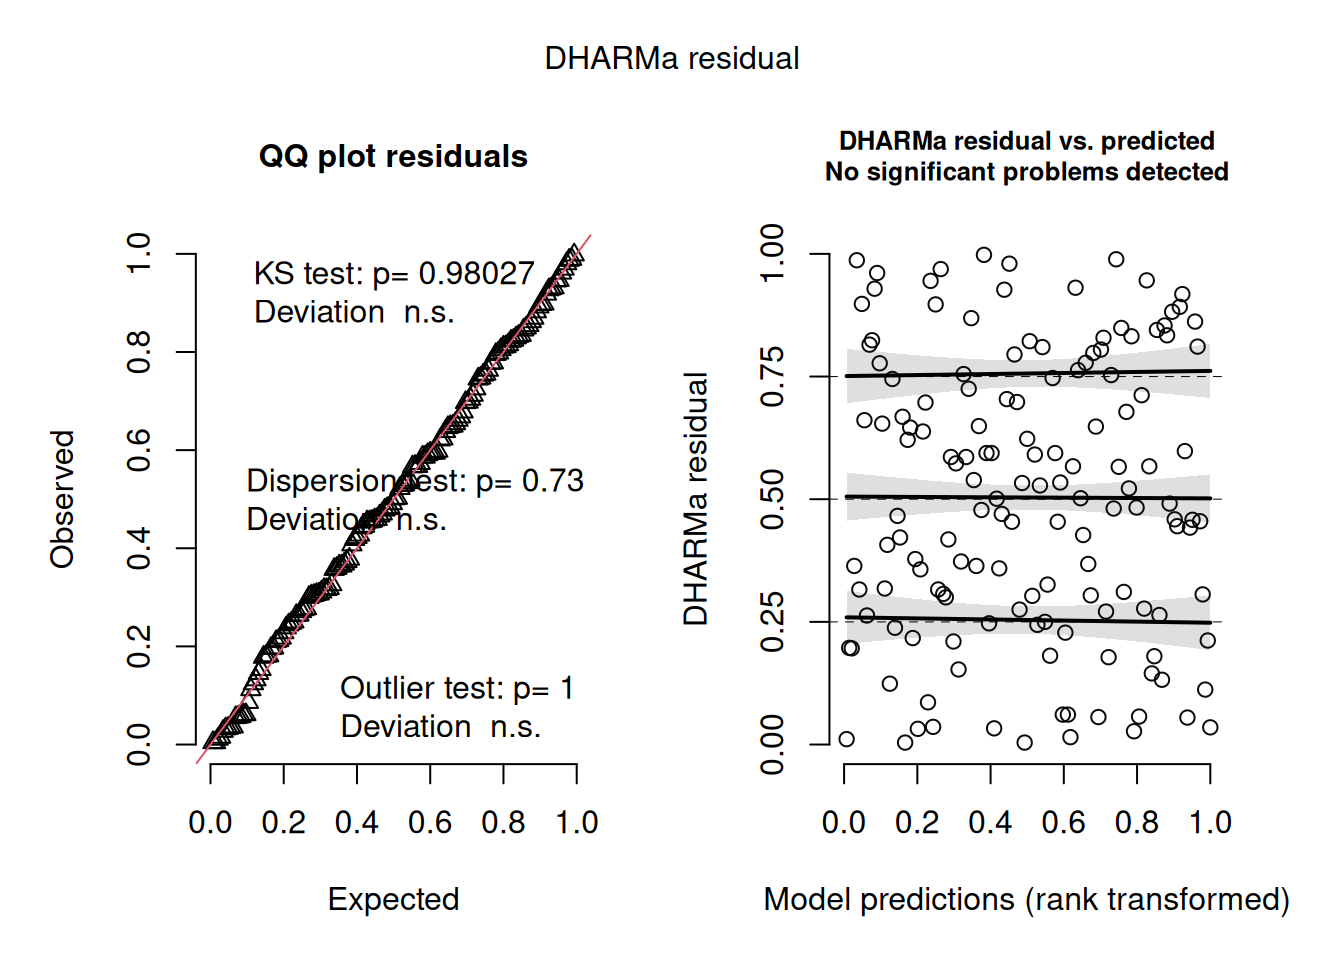 DHARMa residual
QQ plot residuals
KS test: p= 0.98027
Deviation n.s.
Dispersion test: p= 0.73
Deviation n.s.
Outlier test: p= 1
Deviation n.s.
Observed
0.0 0.2 0.4 0.6 0.8 1.0
0.0 0.2 0.4 0.6 0.8 1.0
Expected
DHARMa residual vs. predicted
No significant problems detected
DHARMa residual
0.00 0.25 0.50 0.75 1.00
0.0 0.2 0.4 0.6 0.8 1.0
Model predictions (rank transformed)